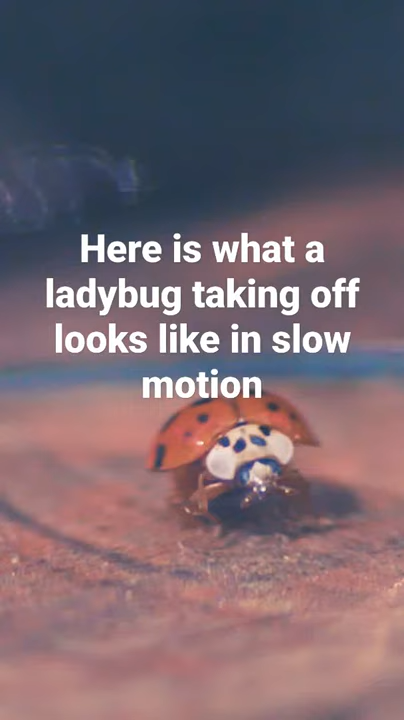 Here is what a
ladybug taking off
looks like in slow
motion